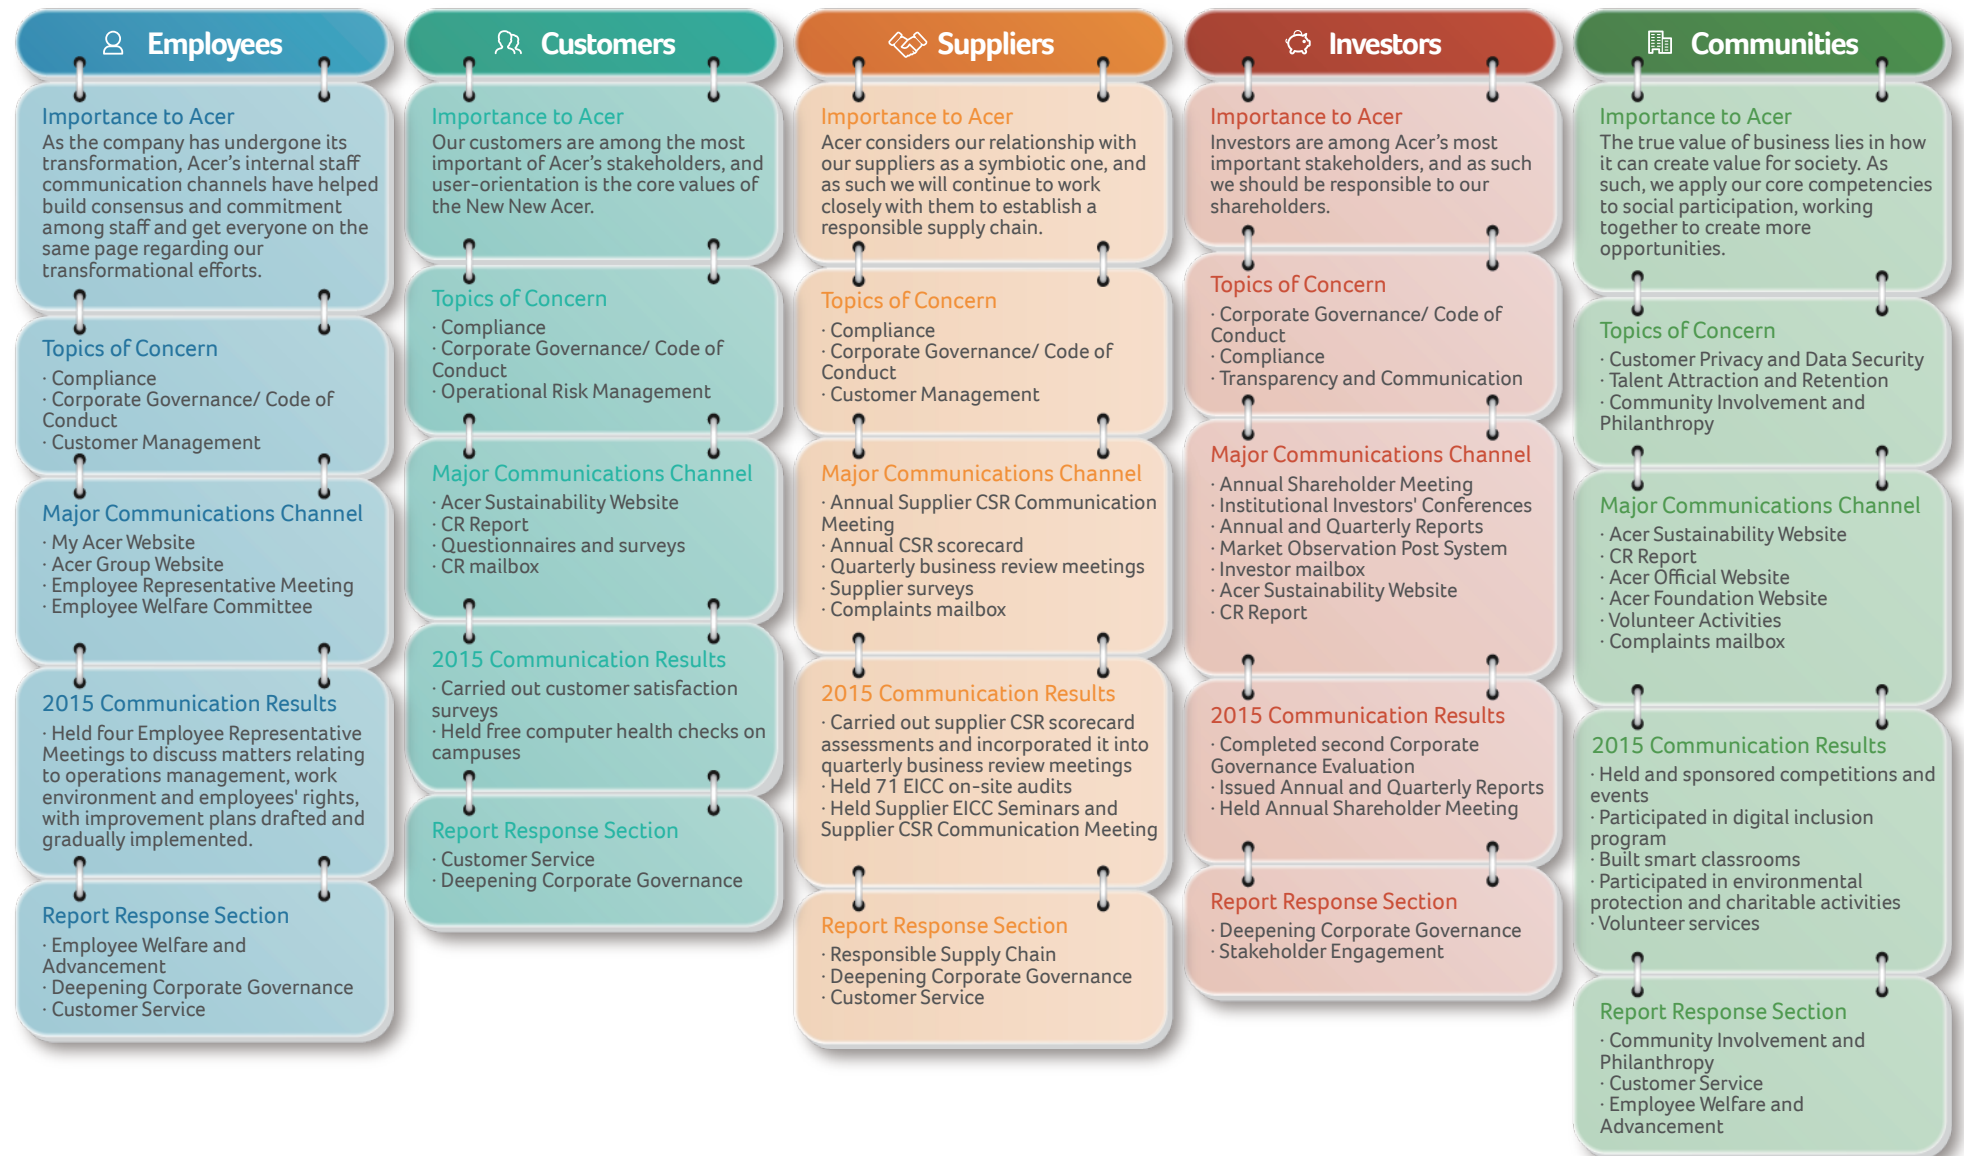 Employees
Importance to Acer
As the company has undergone its
transformation, Acer's internal staff
communication channels have helped
build consensus and commitment
among staff and get everyone on the
same page regarding our
transformational efforts.
Topics of Concern
· Compliance
· Corporate Governance/ Code of
Conduct
· Customer Management
Major Communications Channel
· My Acer Website
· Acer Group Website
· Employee Representative Meeting
· Employee Welfare Committee
2015 Communication Results
· Held four Employee Representative
Meetings to discuss matters relating
to operations management, work
environment and employees' rights,
with improvement plans drafted and
gradually implemented.
Report Response Section
· Employee Welfare and
Advancement
· Deepening Corporate Governance
· Customer Service
Customers
Importance to Acer
Our customers are among the most
important of Acer's stakeholders, and
user-orientation is the core values of
the New New Acer.
Topics of Concern
· Compliance
· Corporate Governance/ Code of
Conduct
· Operational Risk Management
Major Communications Channel
· Acer Sustainability Website
· CR Report
· Questionnaires and surveys
· CR mailbox
2015 Communication Results
· Carried out customer satisfaction
surveys
· Held free computer health checks on
campuses
Report Response Section
· Customer Service
· Deepening Corporate Governance
Suppliers
Importance to Acer
Acer considers our relationship with
our suppliers as a symbiotic one, and
as such we will continue to work
closely with them to establish a
responsible supply chain.
Topics of Concern
· Compliance
· Corporate Governance/ Code of
Conduct
· Customer Management
Major Communications Channel
· Annual Supplier CSR Communication
Meeting
· Annual CSR scorecard
· Quarterly business review meetings
· Supplier surveys
· Complaints mailbox
2015 Communication Results
· Carried out supplier CSR scorecard
assessments and incorporated it into
quarterly business review meetings
· Held 71 EICC on-site audits
· Held Supplier EICC Seminars and
Supplier CSR Communication Meeting
Report Response Section
· Responsible Supply Chain
· Deepening Corporate Governance
· Customer Service
Investors
Importance to Acer
Investors are among Acer's most
important stakeholders, and as such
we should be responsible to our
shareholders.
Topics of Concern
· Corporate Governance/ Code of
Conduct
· Compliance
· Transparency and Communication
Major Communications Channel
· Annual Shareholder Meeting
· Institutional Investors' Conferences
· Annual and Quarterly Reports
· Market Observation Post System
· Investor mailbox
· Acer Sustainability Website
· CR Report
2015 Communication Results
· Completed second Corporate
Governance Evaluation
· Issued Annual and Quarterly Reports
· Held Annual Shareholder Meeting
Report Response Section
· Deepening Corporate Governance
· Stakeholder Engagement
Communities
Importance to Acer
The true value of business lies in how
it can create value for society. As
such, we apply our core competencies
to social participation, working
together to create more
opportunities.
Topics of Concern
· Customer Privacy and Data Security
· Talent Attraction and Retention
· Community Involvement and
Philanthropy
Major Communications Channel
· Acer Sustainability Website
· CR Report
· Acer Official Website
· Acer Foundation Website
· Volunteer Activities
· Complaints mailbox
2015 Communication Results
· Held and sponsored competitions and
events
· Participated in digital inclusion
program
· Built smart classrooms
· Participated in environmental
protection and charitable activities
· Volunteer services
Report Response Section
· Community Involvement and
Philanthropy
· Customer Service
· Employee Welfare and
Advancement